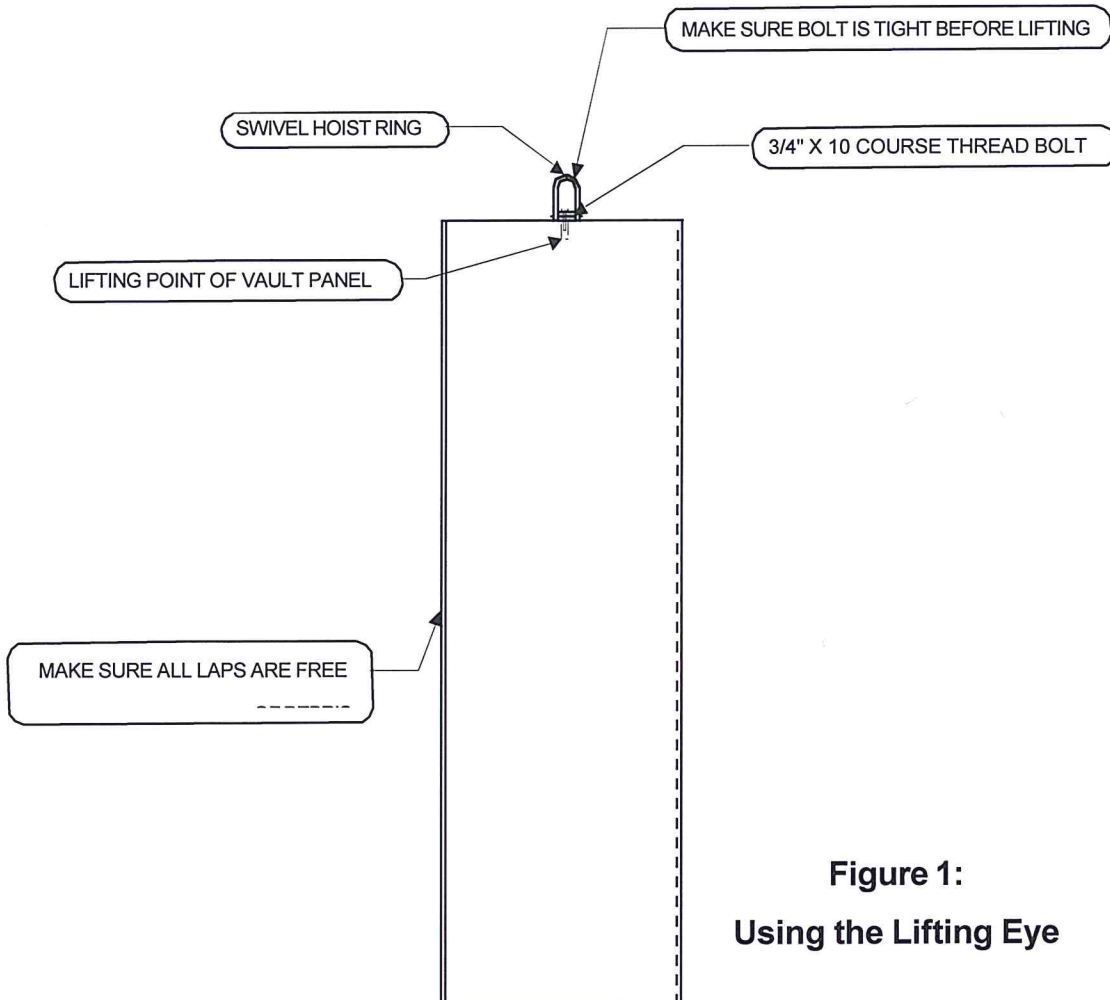 MAKE SURE BOLT IS TIGHT BEFORE LIFTING
SWIVEL HOIST RING
3/4" X 10 COURSE THREAD BOLT
LIFTING POINT OF VAULT PANEL
MAKE SURE ALL LAPS ARE FREE
Figure 1:
Using the Lifting Eye